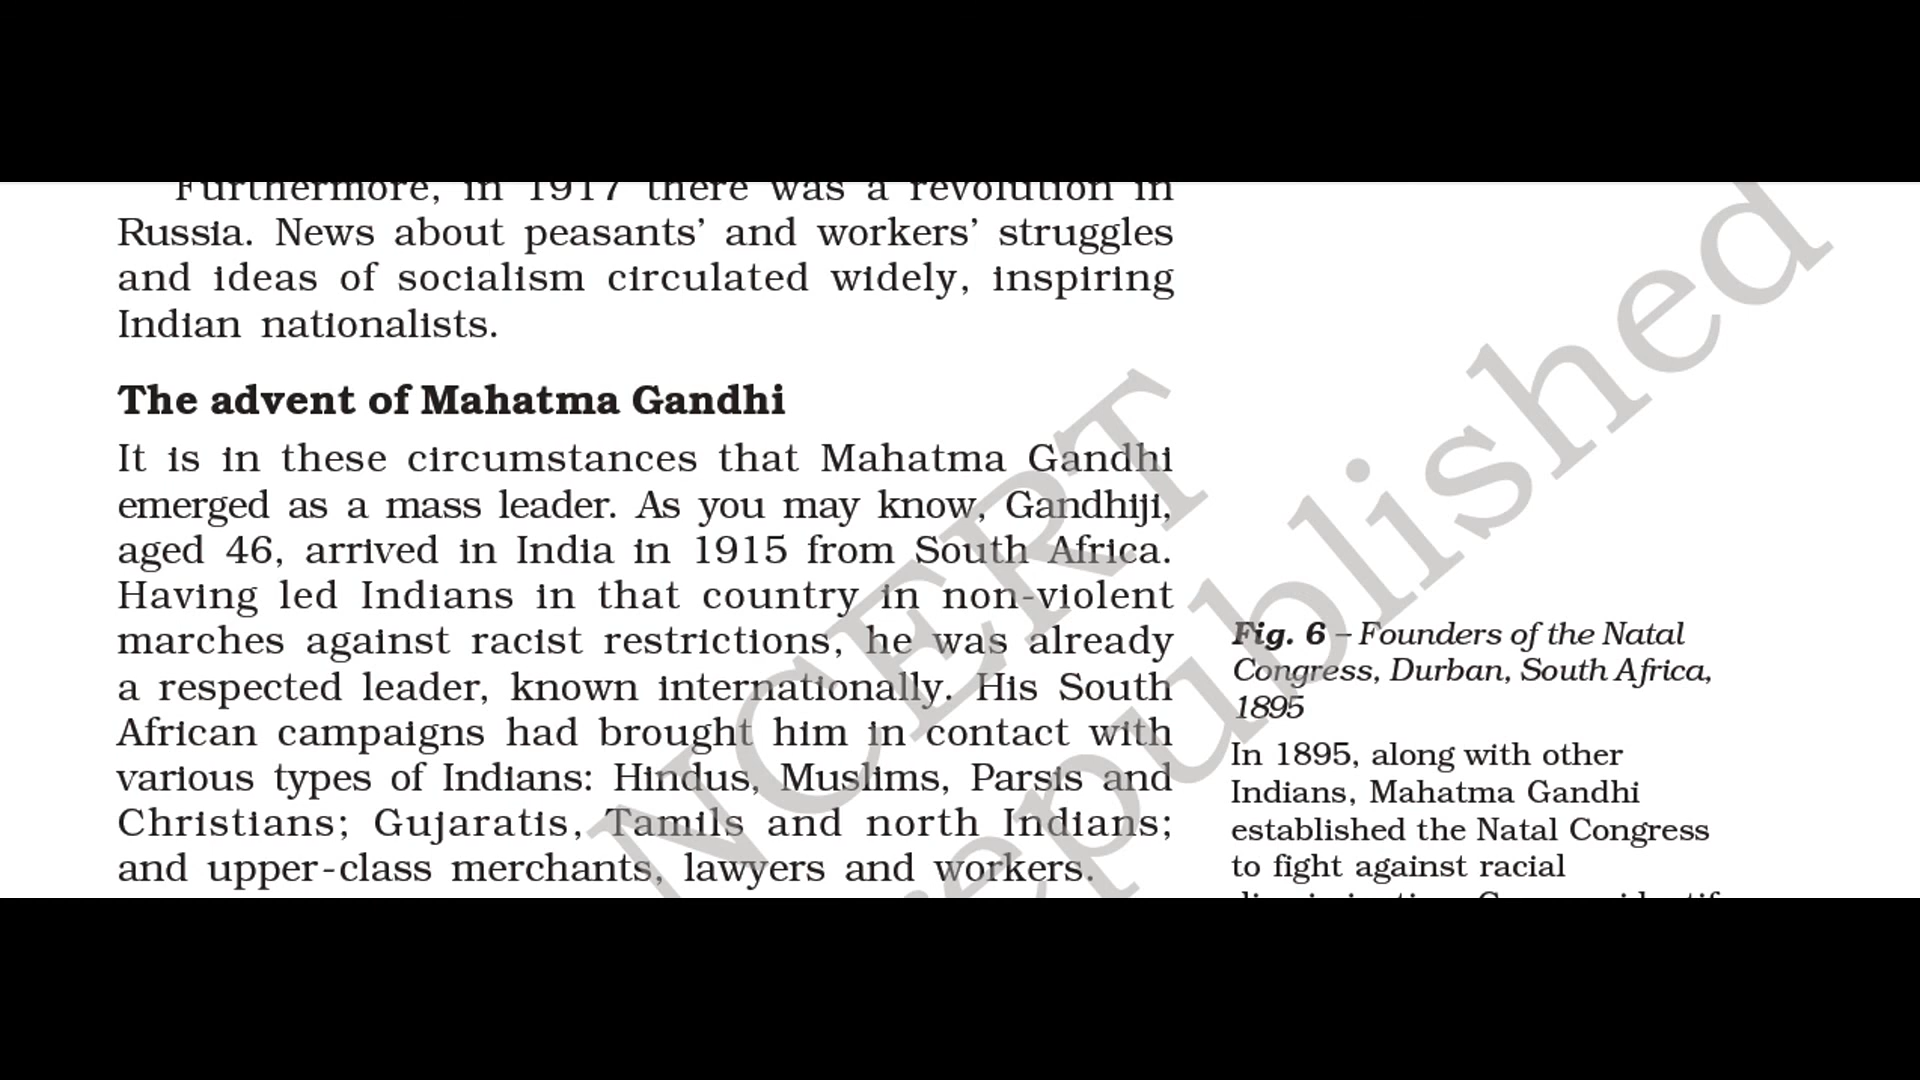 Furthermore, in 1917 there was a revolution in
Russia. News about peasants’ and workers’ struggles
and ideas of socialism circulated widely, inspiring
Indian nationalists.
The advent of Mahatma Gandhi
It is in these circumstances that Mahatma Gandhi
emerged as a mass leader. As you may know, Gandhiji,
aged 46, arrived in India in 1915 from South Africa.
Having led Indians in that country in non-violent
marches against racist restrictions, he was already
a respected leader, known internationally. His South
African campaigns had brought him in contact with
various types of Indians: Hindus, Muslims, Parsis and
Christians; Gujaratis, Tamils and north Indians;
and upper-class merchants, lawyers and workers.
Fig. 6 – Founders of the Natal
Congress, Durban, South Africa,
1895
In 1895, along with other
Indians, Mahatma Gandhi
established the Natal Congress
to fight against racial
NCERT
republished